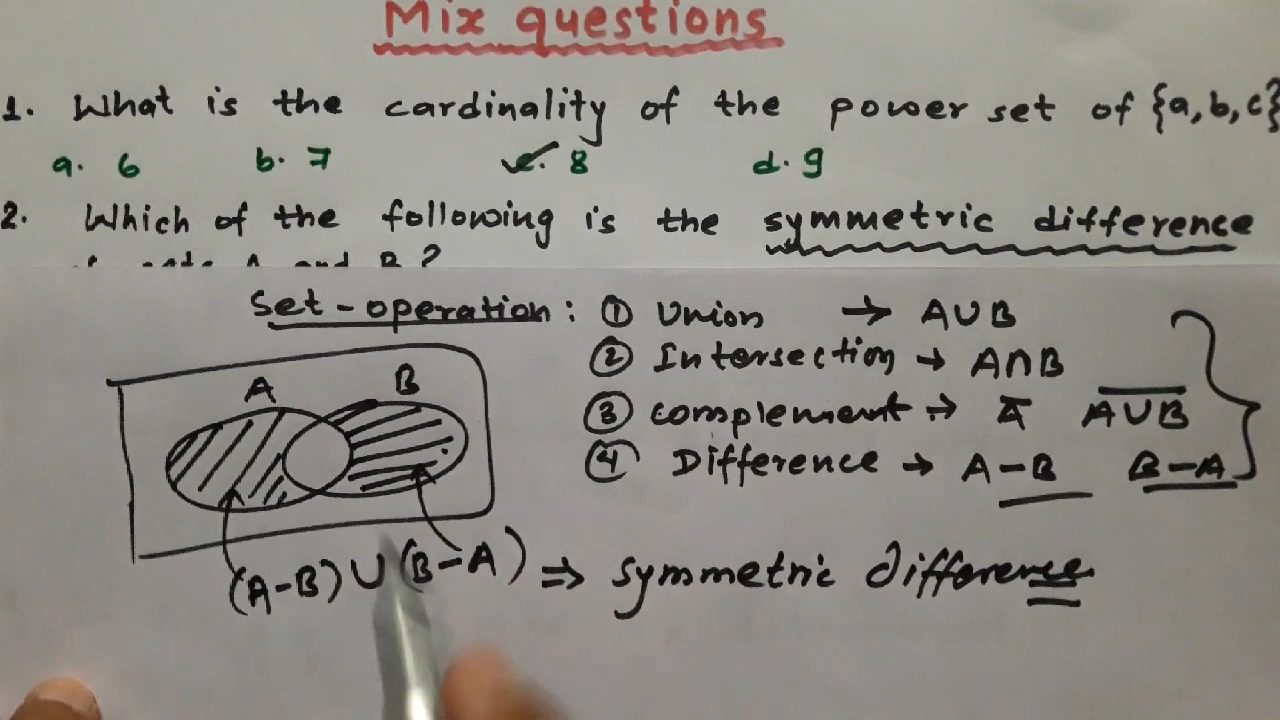 Mix questions
1. What is the cardinality of the power set of {a,b,c}
a. 6 b. 7 c. 8 d. 9
2. Which of the following is the symmetric difference
A and B ?
Set-operation : ① Union → A∪B
② Intersection → A∩B
③ complement → A̅ A̅∪̅B̅
④ Difference → A-B B-A
A B
(A-B) ∪ (B-A) ⇒ symmetric difference